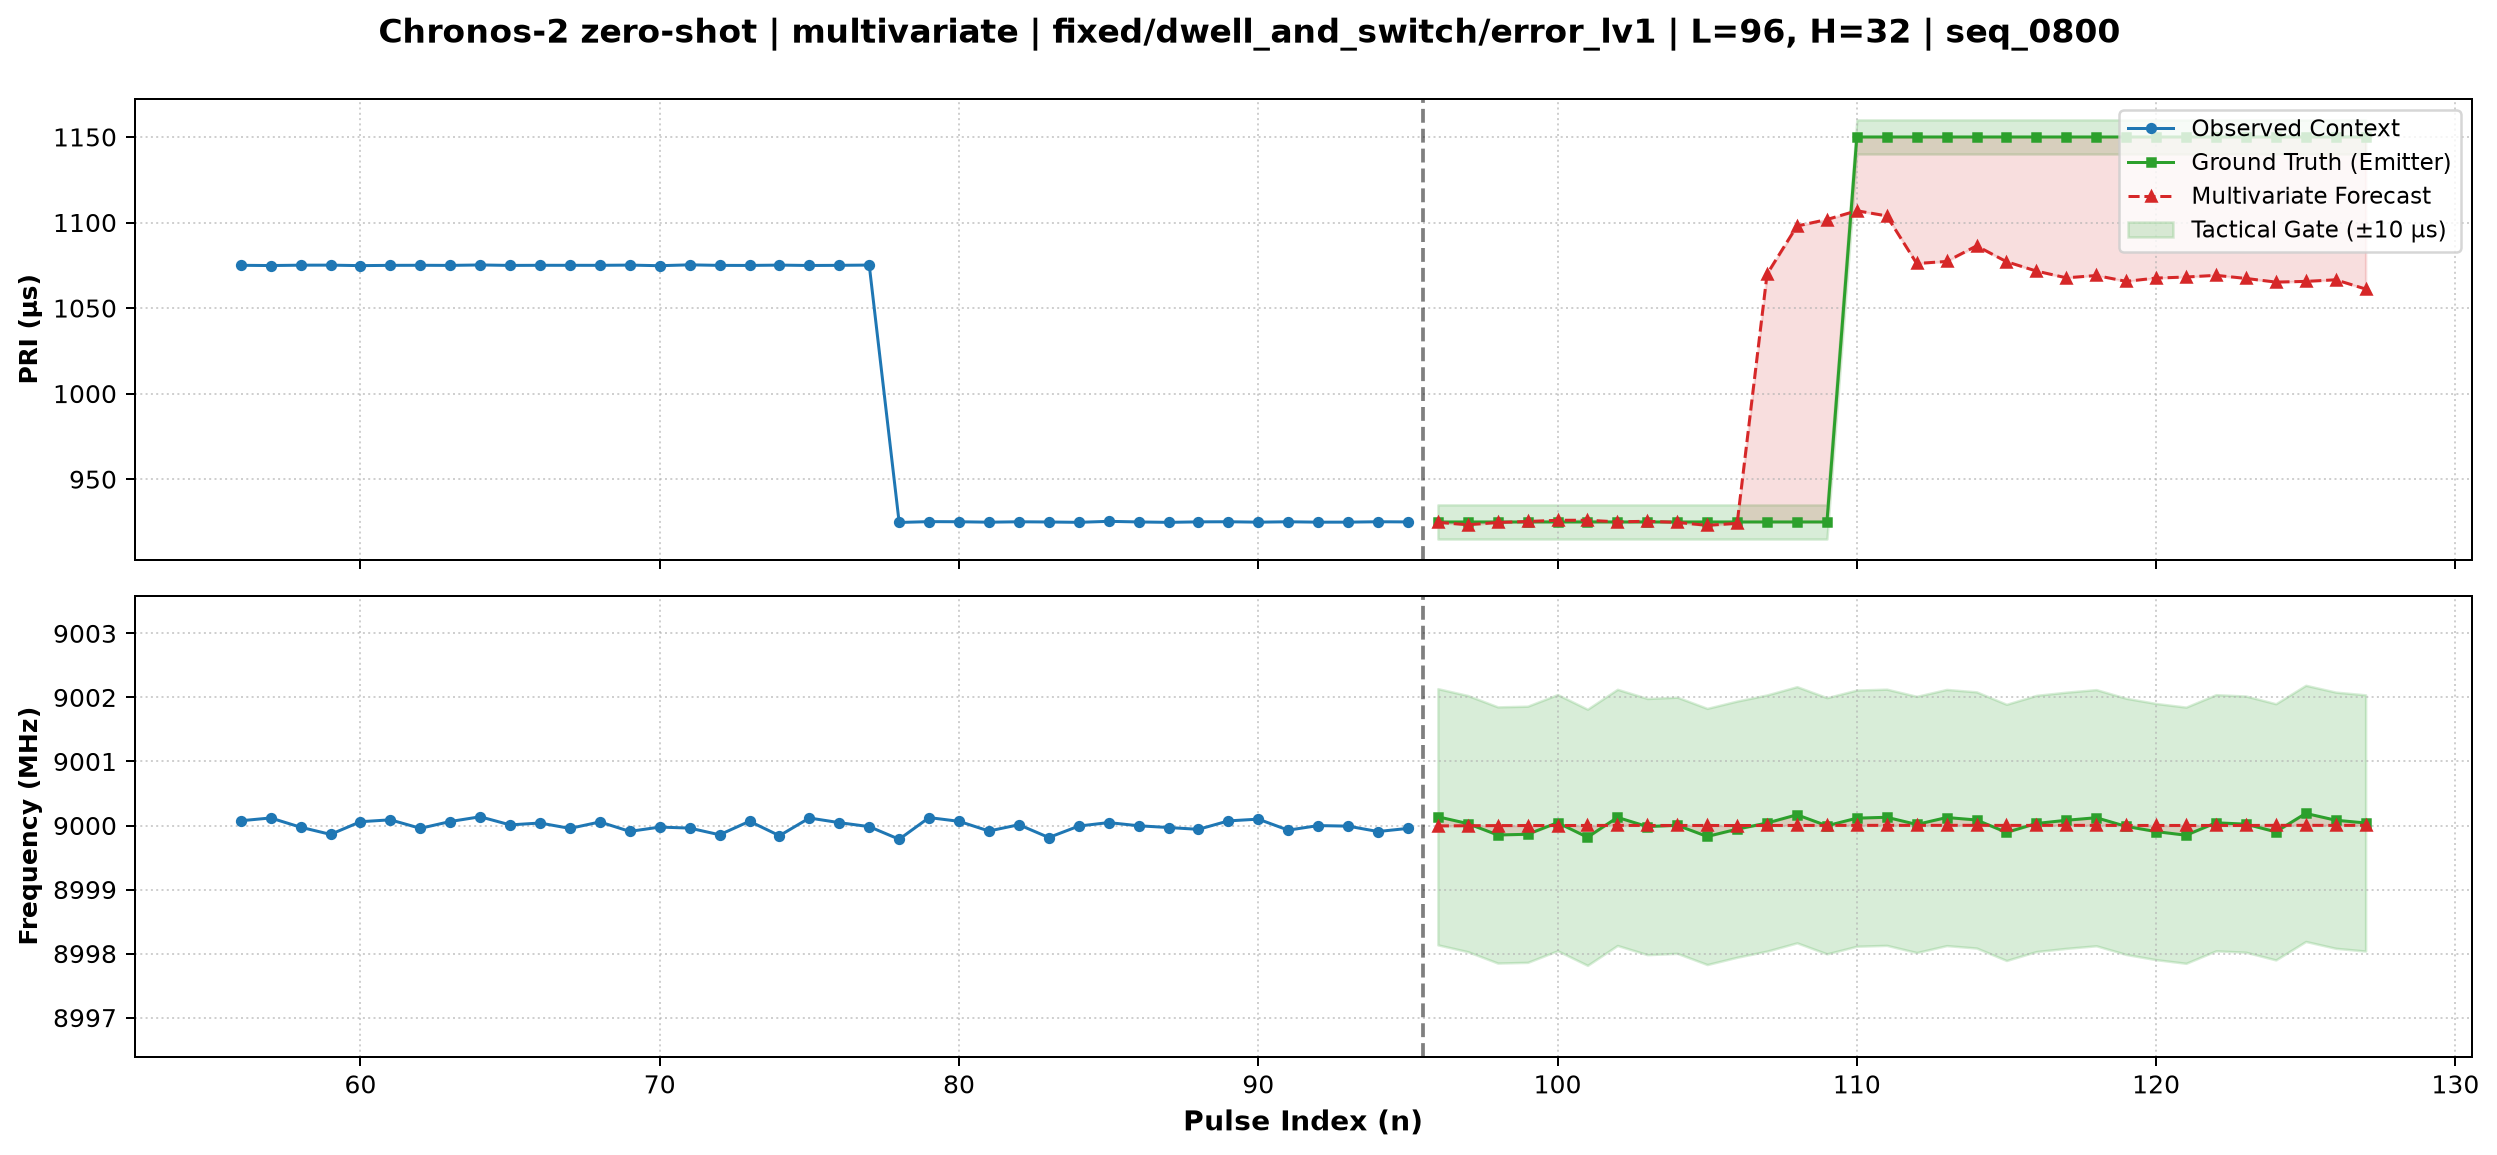 Chronos-2 zero-shot | multivariate | fixed/dwell_and_switch/error_lv1 | L=96, H=32 | seq_0800
PRI (µs)
1150
1100
1050
1000
950
Observed Context
Ground Truth (Emitter)
Multivariate Forecast
Tactical Gate (±10 µs)
Frequency (MHz)
9003
9002
9001
9000
8999
8998
8997
60 70 80 90 100 110 120 130
Pulse Index (n)